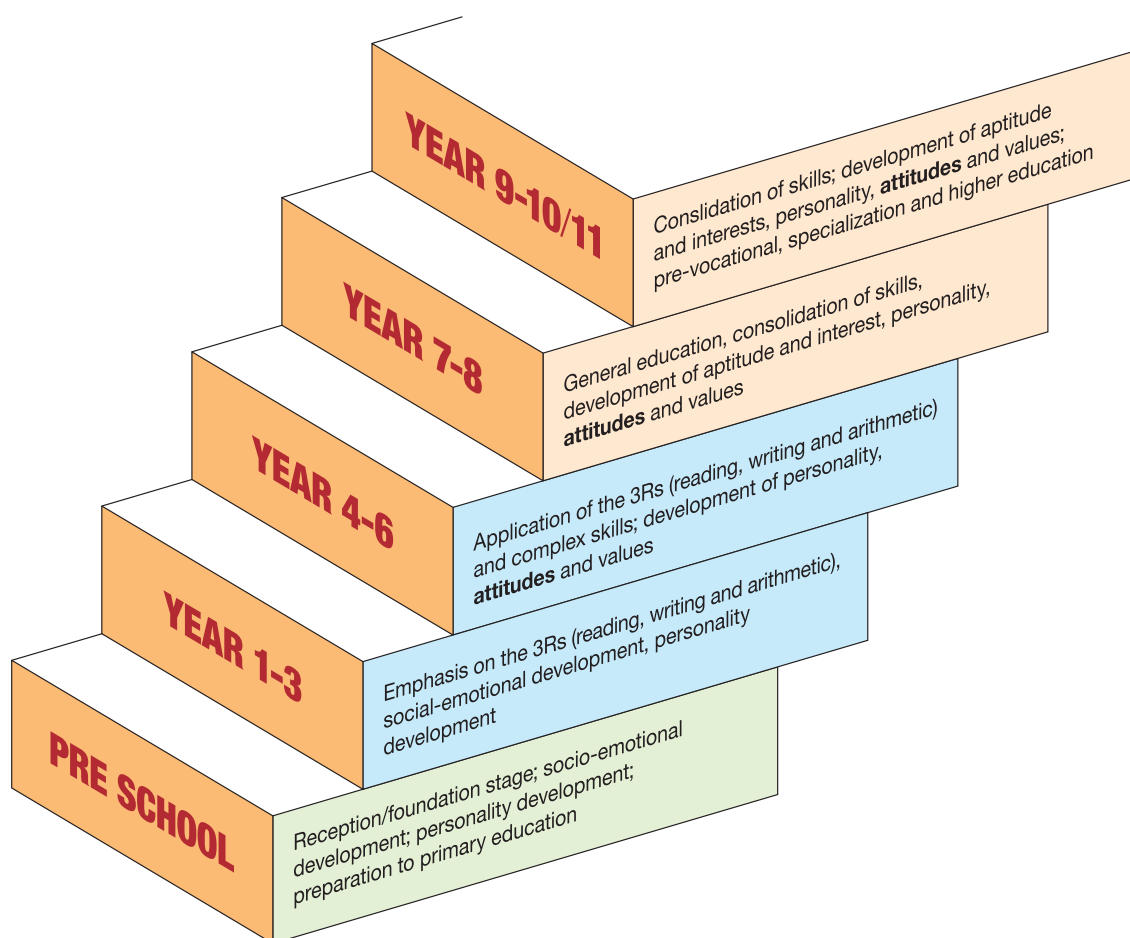 YEAR 9-10/11
Conslidation of skills; development of aptitude
and interests, personality, attitudes and values;
pre-vocational, specialization and higher education
YEAR 7-8
General education, consolidation of skills,
development of aptitude and interest, personality,
attitudes and values
YEAR 4-6
Application of the 3Rs (reading, writing and arithmetic)
and complex skills; development of personality,
attitudes and values
YEAR 1-3
Emphasis on the 3Rs (reading, writing and arithmetic),
social-emotional development, personality
development
PRE SCHOOL
Reception/foundation stage; socio-emotional
development; personality development;
preparation to primary education